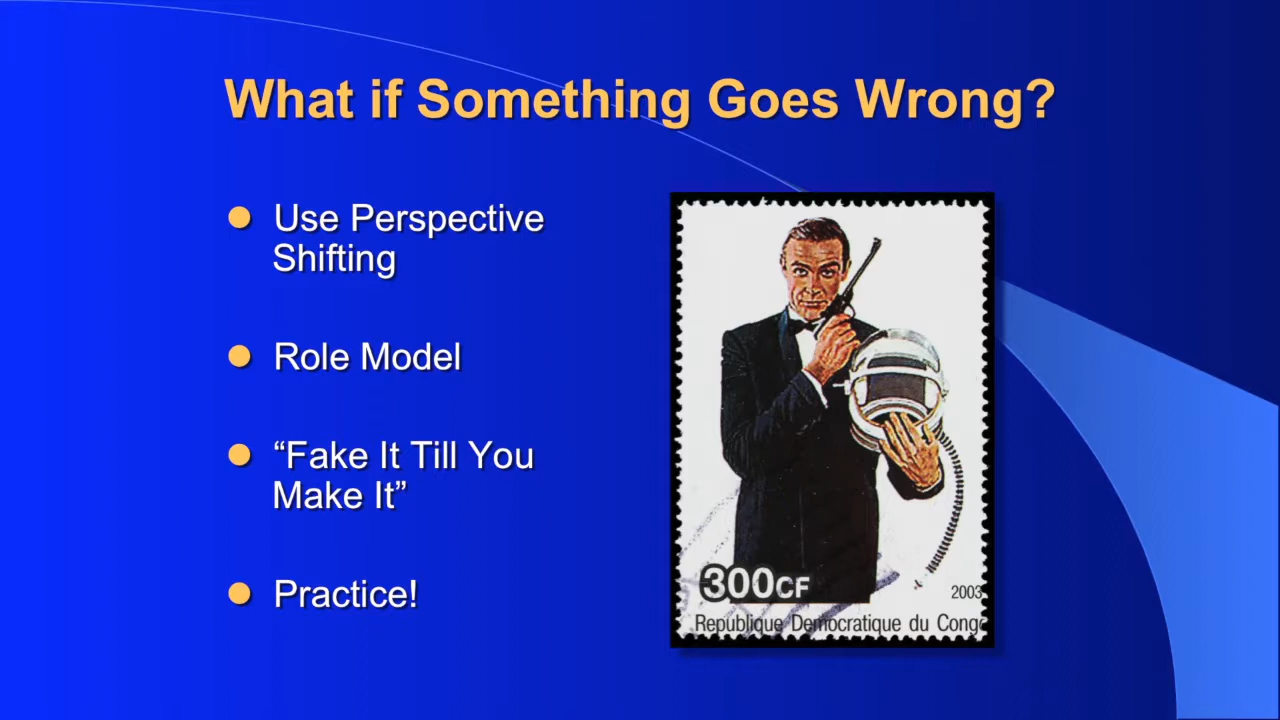 What if Something Goes Wrong?
Use Perspective
Shifting
Role Model
“Fake It Till You
Make It”
Practice!
300CF
2003
Republique Democratique du Congo